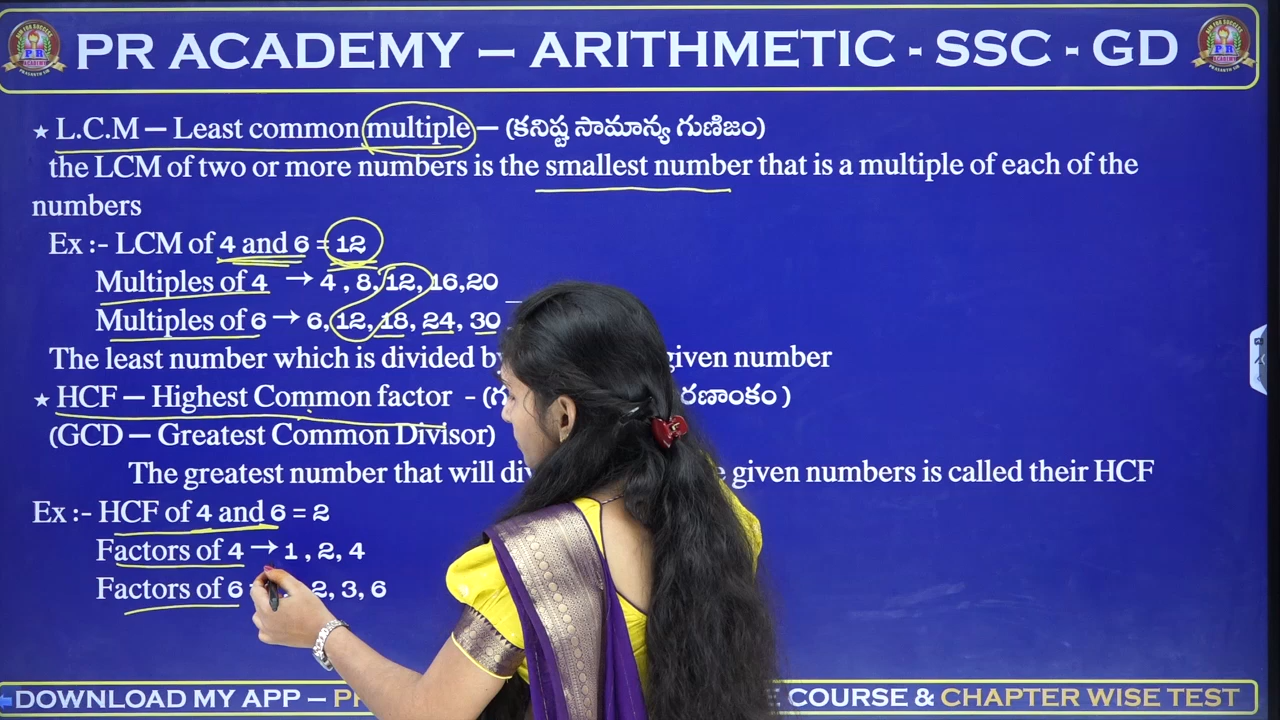 PR ACADEMY – ARITHMETIC - SSC - GD
★ L.C.M – Least common multiple – (కనిష్ట సామాన్య గుణిజం)
the LCM of two or more numbers is the smallest number that is a multiple of each of the
numbers
Ex :- LCM of 4 and 6 = 12
Multiples of 4 → 4 , 8, 12, 16,20
Multiples of 6 → 6, 12, 18, 24, 30
The least number which is divided by given number
★ HCF – Highest Common factor - (
(GCD – Greatest Common Divisor)
The greatest number that will given numbers is called their HCF
Ex :- HCF of 4 and 6 = 2
Factors of 4 → 1 , 2, 4
Factors of 6 2, 3, 6
DOWNLOAD MY APP – COURSE & CHAPTER WISE TEST